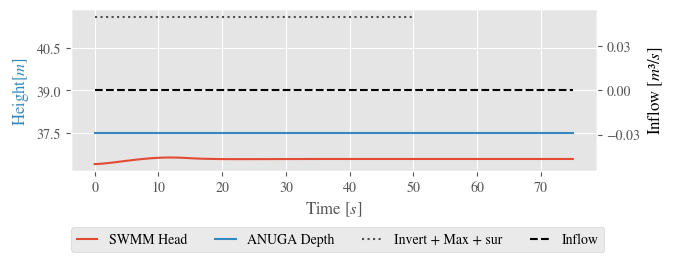 40.5
39.0
37.5
Height[m]
0.03
0.00
−0.03
Inflow [m³/s]
0 10 20 30 40 50 60 70
Time [s]
SWMM Head ANUGA Depth Invert + Max + sur Inflow